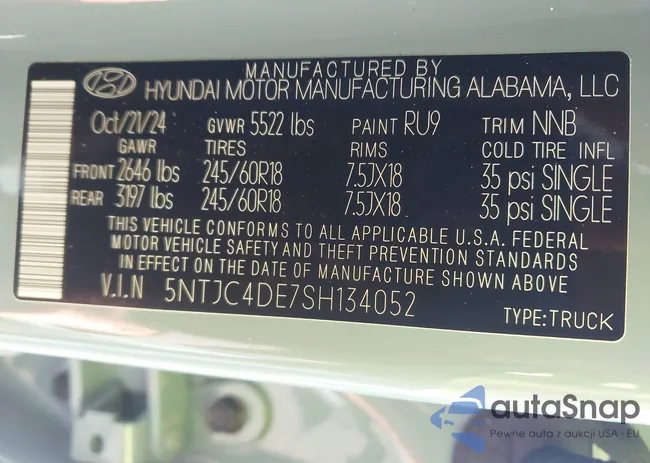 MANUFACTURED BY
HYUNDAI MOTOR MANUFACTURING ALABAMA, LLC
Oct/21/24 GVWR 5522 lbs PAINT RU9 TRIM NNB
GAWR TIRES RIMS COLD TIRE INFL
FRONT 2646 lbs 245/60R18 7.5JX18 35 psi SINGLE
REAR 3197 lbs 245/60R18 7.5JX18 35 psi SINGLE
THIS VEHICLE CONFORMS TO ALL APPLICABLE U.S.A. FEDERAL
MOTOR VEHICLE SAFETY AND THEFT PREVENTION STANDARDS
IN EFFECT ON THE DATE OF MANUFACTURE SHOWN ABOVE
V.I.N 5NTJC4DE7SH134052
TYPE:TRUCK
autaSnap
Pewne auta z aukcji USA i EU